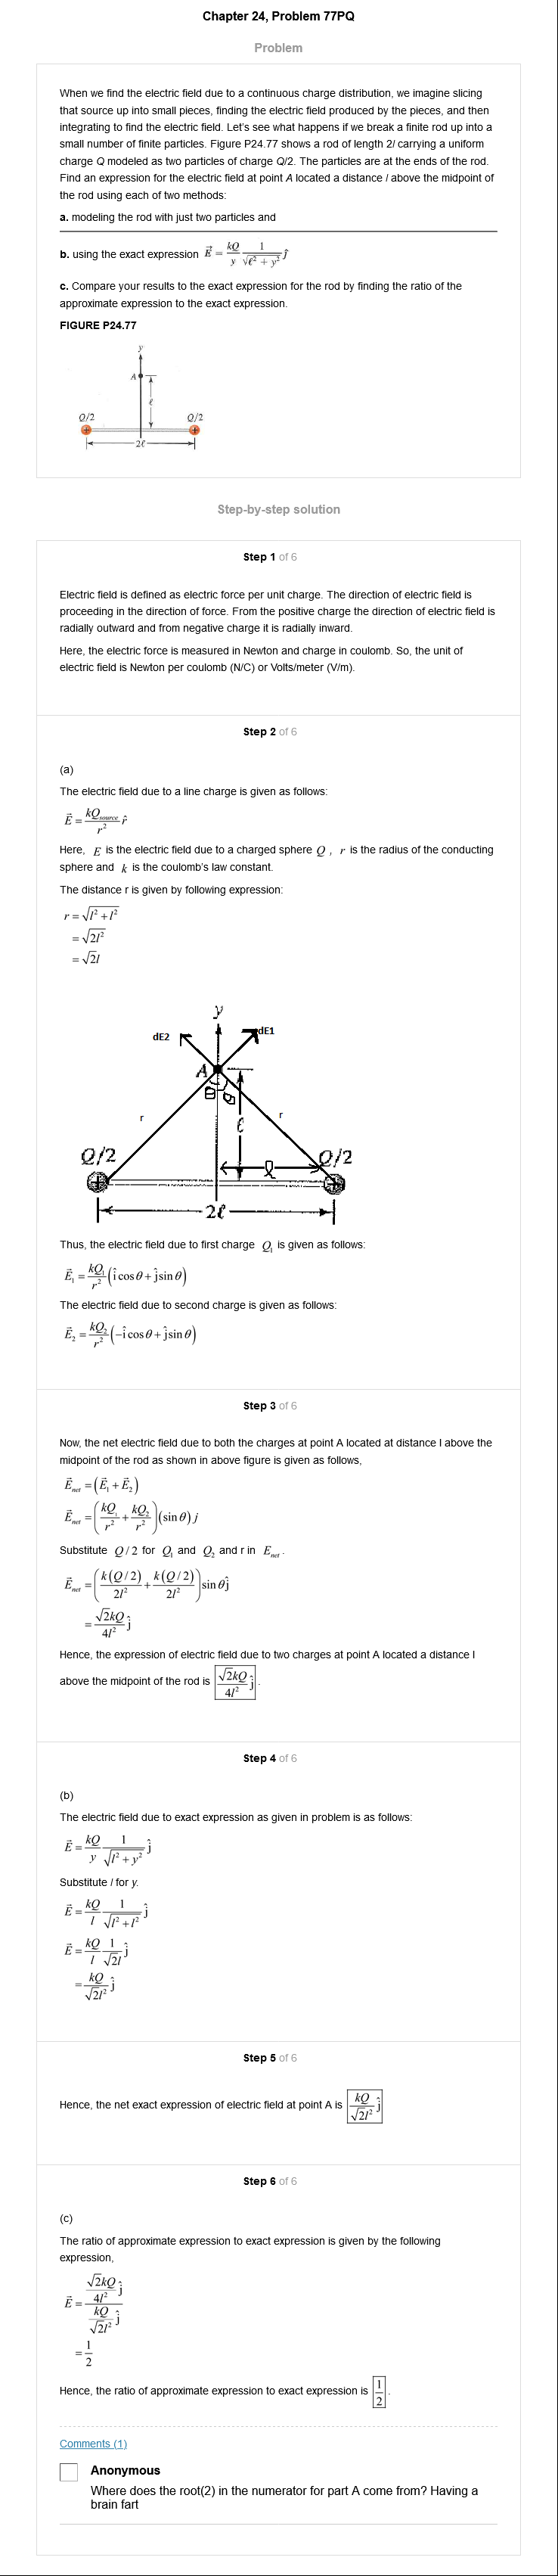 Chapter 24, Problem 77PQ
Problem
When we find the electric field due to a continuous charge distribution, we imagine slicing
that source up into small pieces, finding the electric field produced by the pieces, and then
integrating to find the electric field. Let's see what happens if we break a finite rod up into a
small number of finite particles. Figure P24.77 shows a rod of length 2l carrying a uniform
charge Q modeled as two particles of charge Q/2. The particles are at the ends of the rod.
Find an expression for the electric field at point A located a distance l above the midpoint of
the rod using each of two methods:
a. modeling the rod with just two particles and
b. using the exact expression $\vec{E} = \frac{kQ}{y} \frac{1}{\sqrt{\ell^2 + y^2}} \hat{j}$
c. Compare your results to the exact expression for the rod by finding the ratio of the
approximate expression to the exact expression.
FIGURE P24.77
y
A
ℓ
Q/2
Q/2
2ℓ
Step-by-step solution
Step 1 of 6
Electric field is defined as electric force per unit charge. The direction of electric field is
proceeding in the direction of force. From the positive charge the direction of electric field is
radially outward and from negative charge it is radially inward.
Here, the electric force is measured in Newton and charge in coulomb. So, the unit of
electric field is Newton per coulomb (N/C) or Volts/meter (V/m).
Step 2 of 6
(a)
The electric field due to a line charge is given as follows:
$\vec{E} = \frac{kQ_{source}}{r^2} \hat{r}$
Here, E is the electric field due to a charged sphere Q , r is the radius of the conducting
sphere and k is the coulomb's law constant.
The distance r is given by following expression:
$r = \sqrt{l^2 + l^2}$
$= \sqrt{2l^2}$
$= \sqrt{2}l$
y
dE2
dE1
A
θ
θ
r
r
ℓ
Q/2
ℓ
Q/2
2ℓ
Thus, the electric field due to first charge $Q_1$ is given as follows:
$\vec{E}_1 = \frac{kQ_1}{r^2} (\hat{i} \cos\theta + \hat{j} \sin\theta)$
The electric field due to second charge is given as follows:
$\vec{E}_2 = \frac{kQ_2}{r^2} (-\hat{i} \cos\theta + \hat{j} \sin\theta)$
Step 3 of 6
Now, the net electric field due to both the charges at point A located at distance l above the
midpoint of the rod as shown in above figure is given as follows,
$\vec{E}_{net} = (\vec{E}_1 + \vec{E}_2)$
$\vec{E}_{net} = \left( \frac{kQ_1}{r^2} + \frac{kQ_2}{r^2} \right) (\sin\theta) j$
Substitute Q / 2 for $Q_1$ and $Q_2$ and r in $E_{net}$.
$\vec{E}_{net} = \left( \frac{k(Q/2)}{2l^2} + \frac{k(Q/2)}{2l^2} \right) \sin\theta \hat{j}$
$= \frac{\sqrt{2}kQ}{4l^2} \hat{j}$
Hence, the expression of electric field due to two charges at point A located a distance l
above the midpoint of the rod is $\frac{\sqrt{2}kQ}{4l^2} \hat{j}$.
Step 4 of 6
(b)
The electric field due to exact expression as given in problem is as follows:
$\vec{E} = \frac{kQ}{y} \frac{1}{\sqrt{l^2 + y^2}} \hat{j}$
Substitute l for y.
$\vec{E} = \frac{kQ}{l} \frac{1}{\sqrt{l^2 + l^2}} \hat{j}$
$\vec{E} = \frac{kQ}{l} \frac{1}{\sqrt{2}l} \hat{j}$
$= \frac{kQ}{\sqrt{2}l^2} \hat{j}$
Step 5 of 6
Hence, the net exact expression of electric field at point A is $\frac{kQ}{\sqrt{2}l^2} \hat{j}$
Step 6 of 6
(c)
The ratio of approximate expression to exact expression is given by the following
expression,
$\vec{E} = \frac{\frac{\sqrt{2}kQ}{4l^2} \hat{j}}{\frac{kQ}{\sqrt{2}l^2} \hat{j}}$
$= \frac{1}{2}$
Hence, the ratio of approximate expression to exact expression is $\frac{1}{2}$.
Comments (1)
Anonymous
Where does the root(2) in the numerator for part A come from? Having a
brain fart